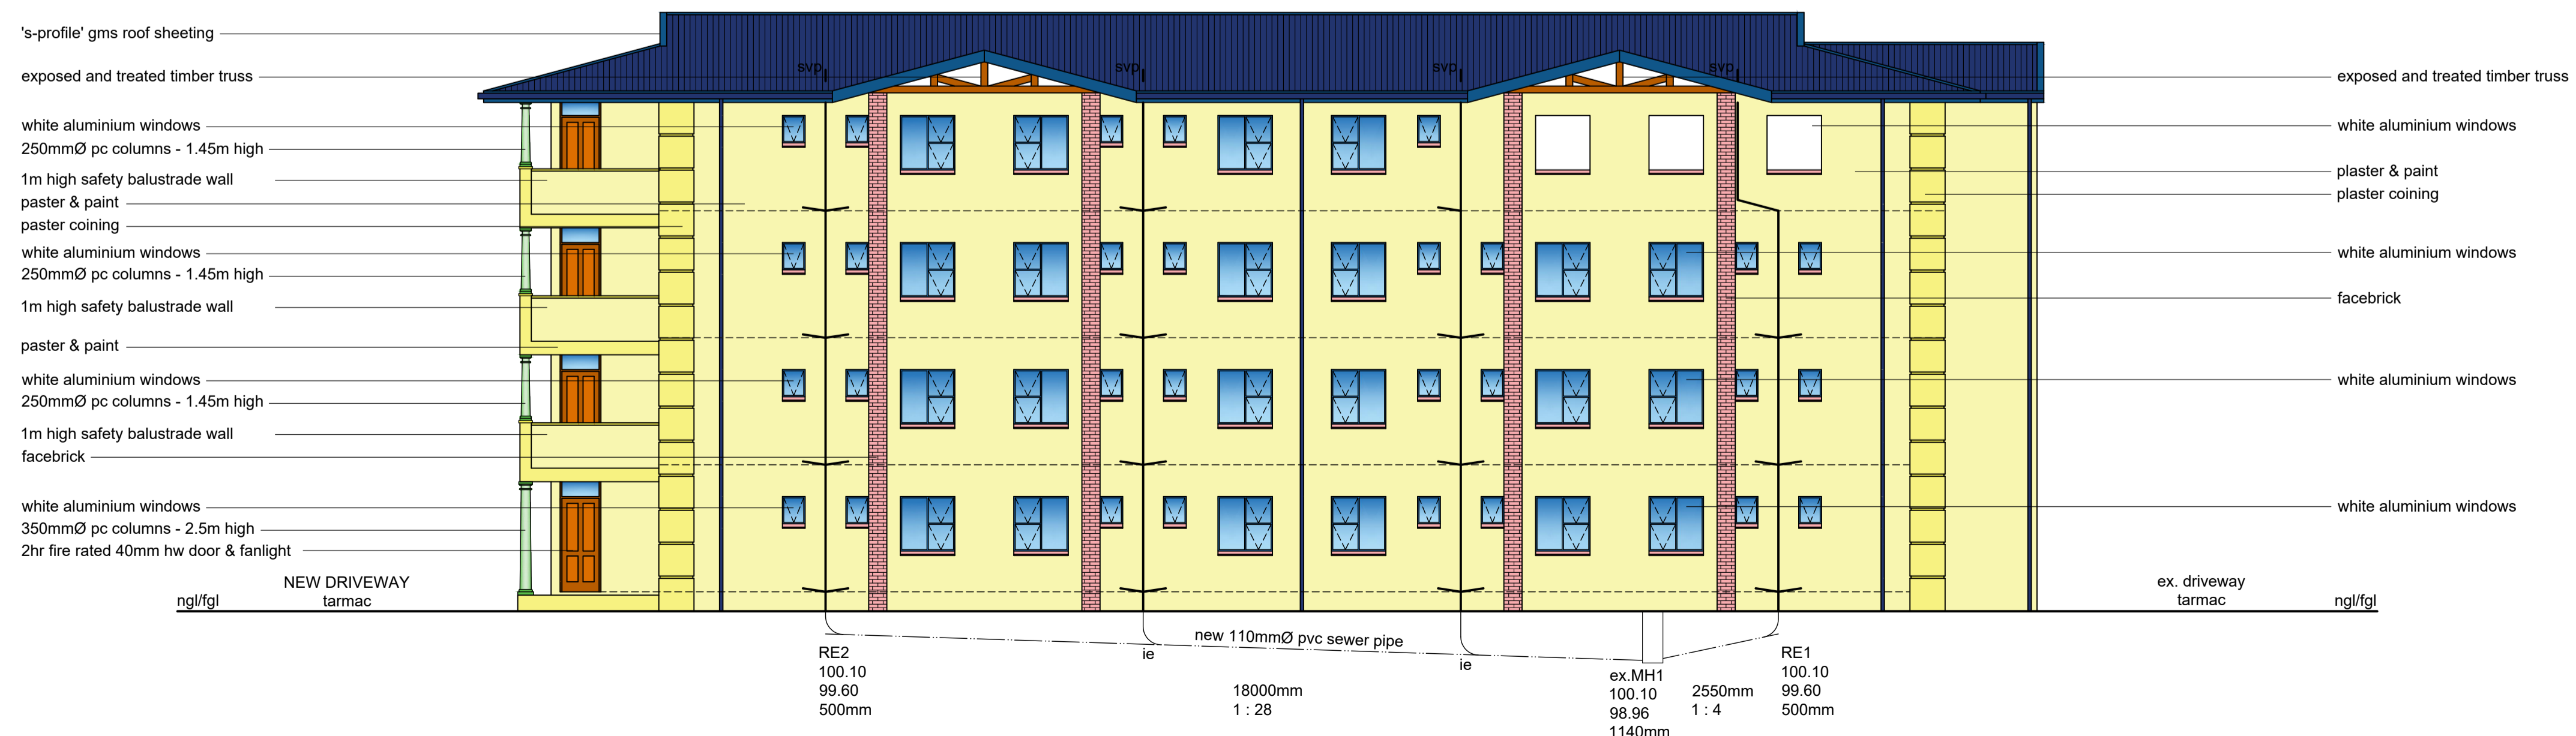 's-profile' gms roof sheeting
exposed and treated timber truss
white aluminium windows
250mmØ pc columns - 1.45m high
1m high safety balustrade wall
paster & paint
paster coining
white aluminium windows
250mmØ pc columns - 1.45m high
1m high safety balustrade wall
paster & paint
white aluminium windows
250mmØ pc columns - 1.45m high
1m high safety balustrade wall
facebrick
white aluminium windows
350mmØ pc columns - 2.5m high
2hr fire rated 40mm hw door & fanlight
NEW DRIVEWAY
tarmac
ngl/fgl
svp
svp
svp
svp
exposed and treated timber truss
white aluminium windows
plaster & paint
plaster coining
white aluminium windows
facebrick
white aluminium windows
white aluminium windows
ex. driveway
tarmac
ngl/fgl
new 110mmØ pvc sewer pipe
ie
ie
RE2
100.10
99.60
500mm
18000mm
1 : 28
ex.MH1
100.10
98.96
1140mm
2550mm
1 : 4
RE1
100.10
99.60
500mm